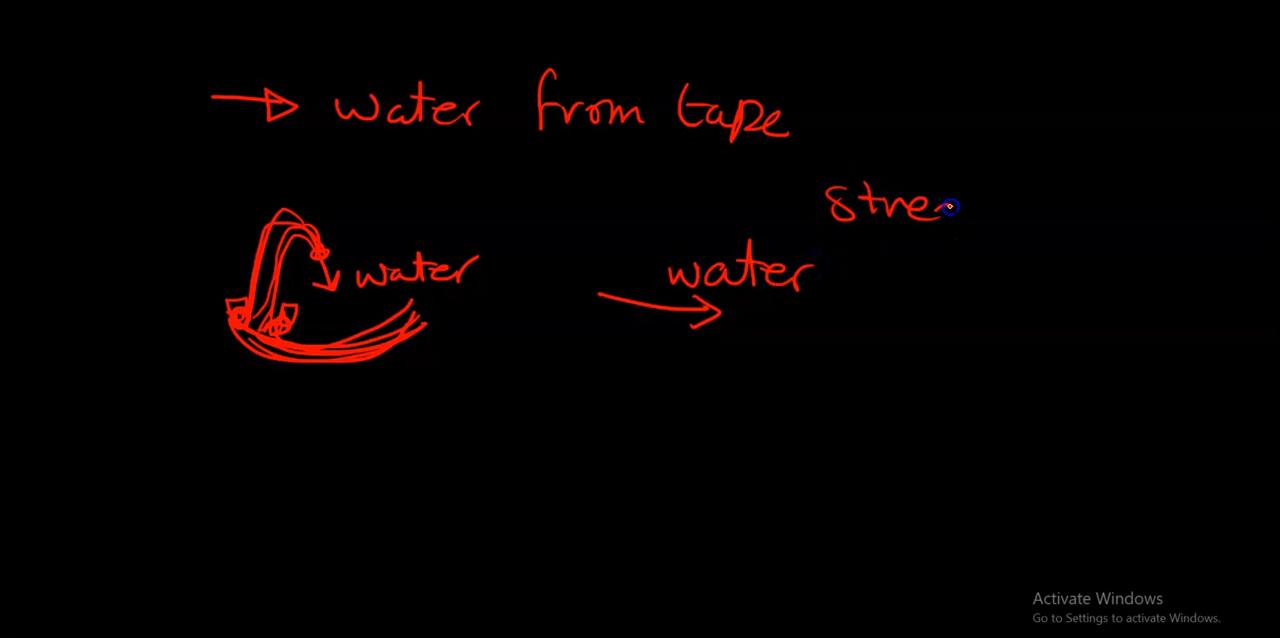 water from tape
stre
water
water
Activate Windows
Go to Settings to activate Windows.